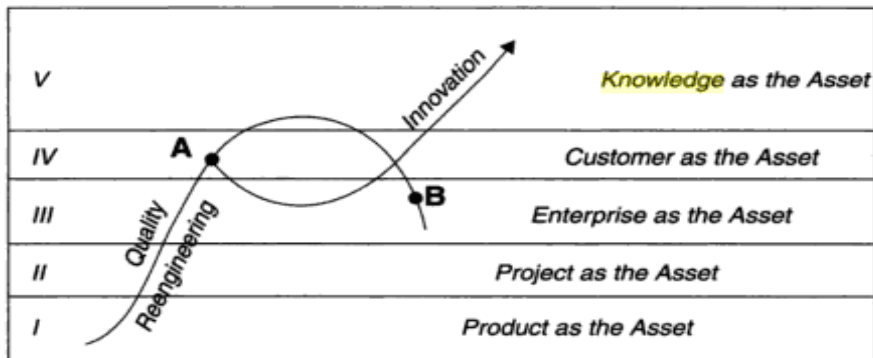 V Knowledge as the Asset
Innovation
A
IV Customer as the Asset
B
III Enterprise as the Asset
Quality
Reengineering
II Project as the Asset
I Product as the Asset